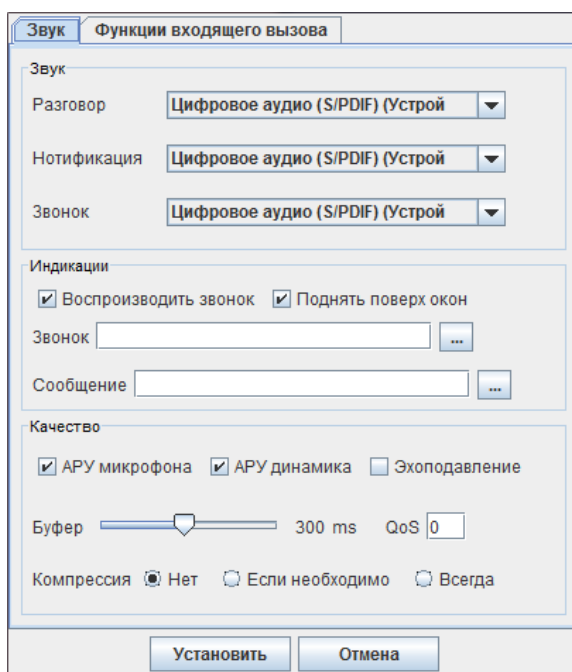 Звук Функции входящего вызова
Звук
Разговор Цифровое аудио (S/PDIF) (Устрой
Нотификация Цифровое аудио (S/PDIF) (Устрой
Звонок Цифровое аудио (S/PDIF) (Устрой
Индикации
Воспроизводить звонок Поднять поверх окон
Звонок ...
Сообщение ...
Качество
АРУ микрофона АРУ динамика Эхоподавление
Буфер 300 ms QoS 0
Компрессия Нет Если необходимо Всегда
Установить Отмена